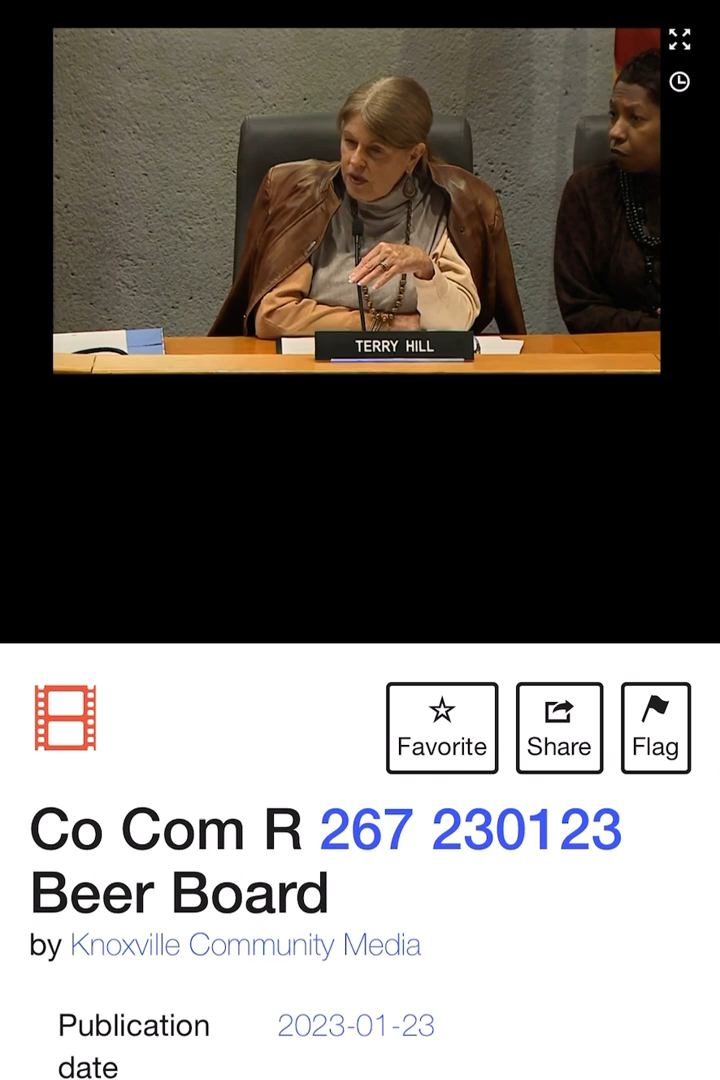 TERRY HILL
Favorite
Share
Flag
Co Com R 267 230123
Beer Board
by Knoxville Community Media
Publication 2023-01-23
date